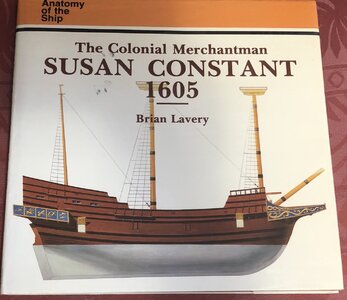 Anatomy
of the
Ship
The Colonial Merchantman
SUSAN CONSTANT
1605
Brian Lavery